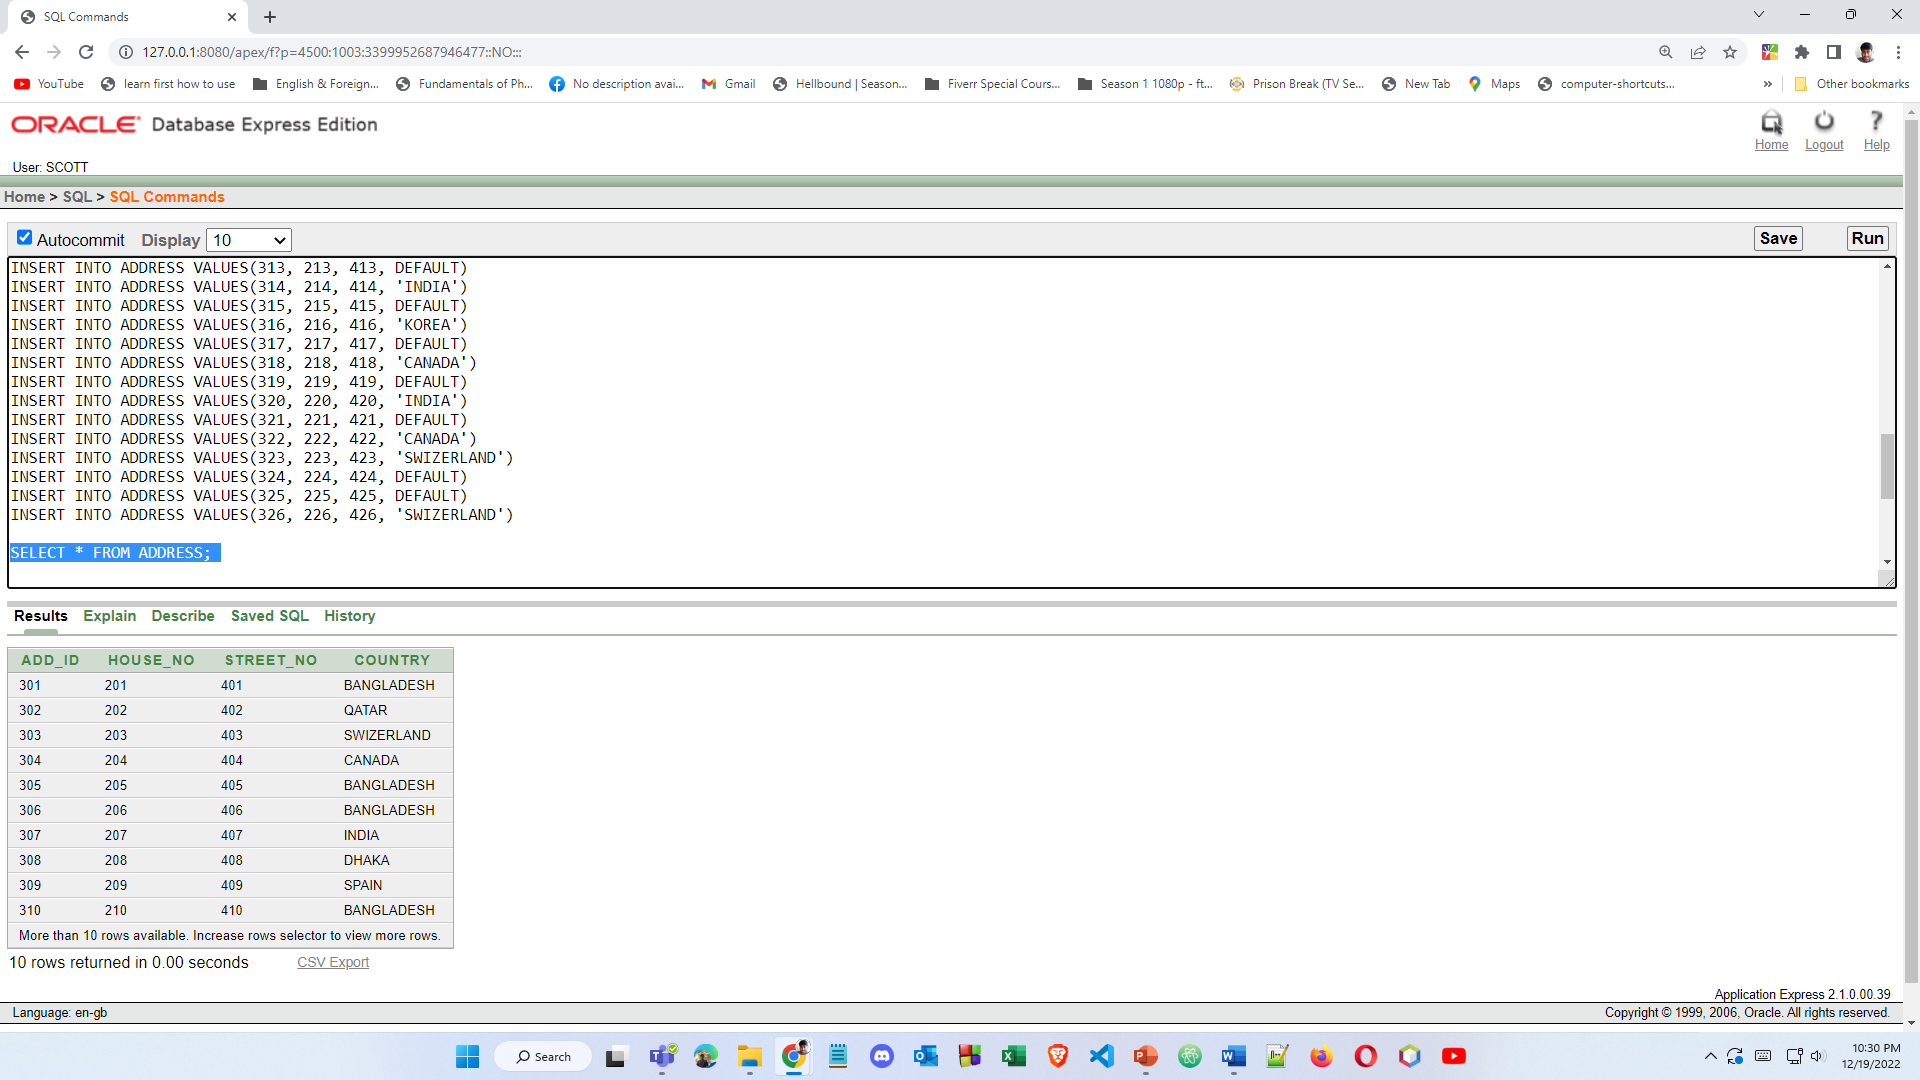 SQL Commands
127.0.0.1:8080/apex/f?p=4500:1003:3399952687946477::NO:::
YouTube learn first how to use English & Foreign... Fundamentals of Ph... No description avai... Gmail Hellbound | Season... Fiverr Special Cours... Season 1 1080p - ft... Prison Break (TV Se... New Tab Maps computer-shortcuts... » Other bookmarks
ORACLE Database Express Edition
Home Logout Help
User: SCOTT
Home > SQL > SQL Commands
Autocommit Display 10 Save Run
INSERT INTO ADDRESS VALUES(313, 213, 413, DEFAULT)
INSERT INTO ADDRESS VALUES(314, 214, 414, 'INDIA')
INSERT INTO ADDRESS VALUES(315, 215, 415, DEFAULT)
INSERT INTO ADDRESS VALUES(316, 216, 416, 'KOREA')
INSERT INTO ADDRESS VALUES(317, 217, 417, DEFAULT)
INSERT INTO ADDRESS VALUES(318, 218, 418, 'CANADA')
INSERT INTO ADDRESS VALUES(319, 219, 419, DEFAULT)
INSERT INTO ADDRESS VALUES(320, 220, 420, 'INDIA')
INSERT INTO ADDRESS VALUES(321, 221, 421, DEFAULT)
INSERT INTO ADDRESS VALUES(322, 222, 422, 'CANADA')
INSERT INTO ADDRESS VALUES(323, 223, 423, 'SWIZERLAND')
INSERT INTO ADDRESS VALUES(324, 224, 424, DEFAULT)
INSERT INTO ADDRESS VALUES(325, 225, 425, DEFAULT)
INSERT INTO ADDRESS VALUES(326, 226, 426, 'SWIZERLAND')
SELECT * FROM ADDRESS;
Results Explain Describe Saved SQL History
ADD_ID HOUSE_NO STREET_NO COUNTRY
301 201 401 BANGLADESH
302 202 402 QATAR
303 203 403 SWIZERLAND
304 204 404 CANADA
305 205 405 BANGLADESH
306 206 406 BANGLADESH
307 207 407 INDIA
308 208 408 DHAKA
309 209 409 SPAIN
310 210 410 BANGLADESH
More than 10 rows available. Increase rows selector to view more rows.
10 rows returned in 0.00 seconds CSV Export
Application Express 2.1.0.00.39
Language: en-gb Copyright © 1999, 2006, Oracle. All rights reserved.
Search
10:30 PM
12/19/2022